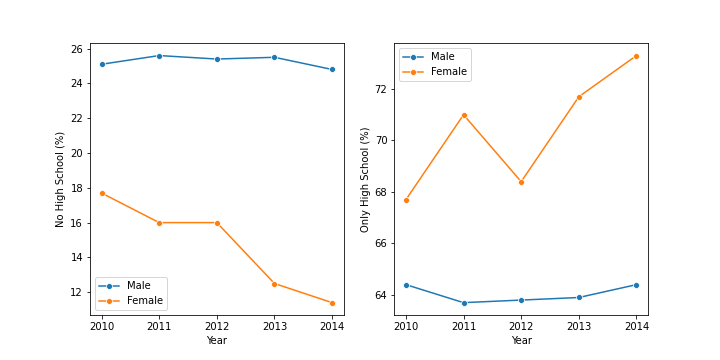 No High School (%)
26
24
22
20
18
16
14
12
Male
Female
2010 2011 2012 2013 2014
Year
Only High School (%)
72
70
68
66
64
Male
Female
2010 2011 2012 2013 2014
Year